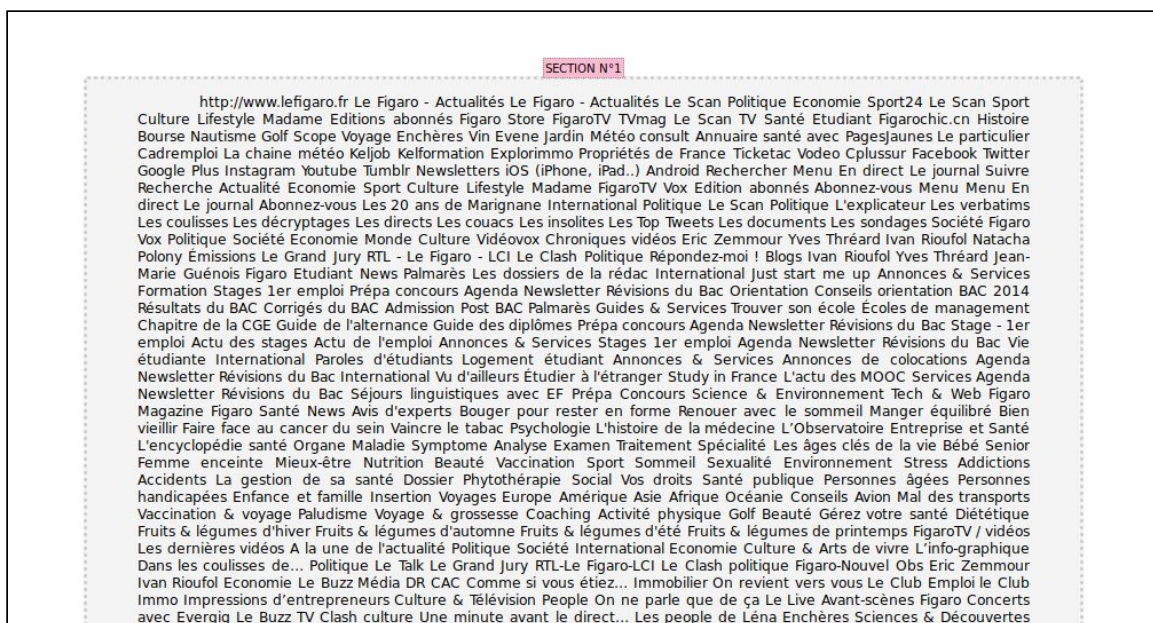 SECTION N°1
http://www.lefigaro.fr Le Figaro - Actualités Le Figaro - Actualités Le Scan Politique Economie Sport24 Le Scan Sport
Culture Lifestyle Madame Editions abonnés Figaro Store FigaroTV TVmag Le Scan TV Santé Etudiant Figarochic.cn Histoire
Bourse Nautisme Golf Scope Voyage Enchères Vin Evene Jardin Météo consult Annuaire santé avec PagesJaunes Le particulier
Cadremploi La chaine météo Keljob Kelformation Explorimmo Propriétés de France Ticketac Vodeo Cplussur Facebook Twitter
Google Plus Instagram Youtube Tumblr Newsletters iOS (iPhone, iPad..) Android Rechercher Menu En direct Le journal Suivre
Recherche Actualité Economie Sport Culture Lifestyle Madame FigaroTV Vox Edition abonnés Abonnez-vous Menu Menu En
direct Le journal Abonnez-vous Les 20 ans de Marignane International Politique Le Scan Politique L'explicateur Les verbatims
Les coulisses Les décryptages Les directs Les couacs Les insolites Les Top Tweets Les documents Les sondages Société Figaro
Vox Politique Société Economie Monde Culture Vidéovox Chroniques vidéos Eric Zemmour Yves Thréard Ivan Rioufol Natacha
Polony Émissions Le Grand Jury RTL - Le Figaro - LCI Le Clash Politique Répondez-moi ! Blogs Ivan Rioufol Yves Thréard Jean-
Marie Guénois Figaro Etudiant News Palmarès Les dossiers de la rédac International Just start me up Annonces & Services
Formation Stages 1er emploi Prépa concours Agenda Newsletter Révisions du Bac Orientation Conseils orientation BAC 2014
Résultats du BAC Corrigés du BAC Admission Post BAC Palmarès Guides & Services Trouver son école Écoles de management
Chapitre de la CGE Guide de l'alternance Guide des diplômes Prépa concours Agenda Newsletter Révisions du Bac Stage - 1er
emploi Actu des stages Actu de l'emploi Annonces & Services Stages 1er emploi Agenda Newsletter Révisions du Bac Vie
étudiante International Paroles d'étudiants Logement étudiant Annonces & Services Annonces de colocations Agenda
Newsletter Révisions du Bac International Vu d'ailleurs Étudier à l'étranger Study in France L'actu des MOOC Services Agenda
Newsletter Révisions du Bac Séjours linguistiques avec EF Prépa Concours Science & Environnement Tech & Web Figaro
Magazine Figaro Santé News Avis d'experts Bouger pour rester en forme Renouer avec le sommeil Manger équilibré Bien
vieillir Faire face au cancer du sein Vaincre le tabac Psychologie L'histoire de la médecine L’Observatoire Entreprise et Santé
L'encyclopédie santé Organe Maladie Symptome Analyse Examen Traitement Spécialité Les âges clés de la vie Bébé Senior
Femme enceinte Mieux-être Nutrition Beauté Vaccination Sport Sommeil Sexualité Environnement Stress Addictions
Accidents La gestion de sa santé Dossier Phytothérapie Social Vos droits Santé publique Personnes âgées Personnes
handicapées Enfance et famille Insertion Voyages Europe Amérique Asie Afrique Océanie Conseils Avion Mal des transports
Vaccination & voyage Paludisme Voyage & grossesse Coaching Activité physique Golf Beauté Gérez votre santé Diététique
Fruits & légumes d'hiver Fruits & légumes d'automne Fruits & légumes d'été Fruits & légumes de printemps FigaroTV / vidéos
Les dernières vidéos A la une de l'actualité Politique Société International Economie Culture & Arts de vivre L’info-graphique
Dans les coulisses de... Politique Le Talk Le Grand Jury RTL-Le Figaro-LCI Le Clash politique Figaro-Nouvel Obs Eric Zemmour
Ivan Rioufol Economie Le Buzz Média DR CAC Comme si vous étiez... Immobilier On revient vers vous Le Club Emploi le Club
Immo Impressions d’entrepreneurs Culture & Télévision People On ne parle que de ça Le Live Avant-scènes Figaro Concerts
avec Evergig Le Buzz TV Clash culture Une minute avant le direct... Les people de Léna Enchères Sciences & Découvertes